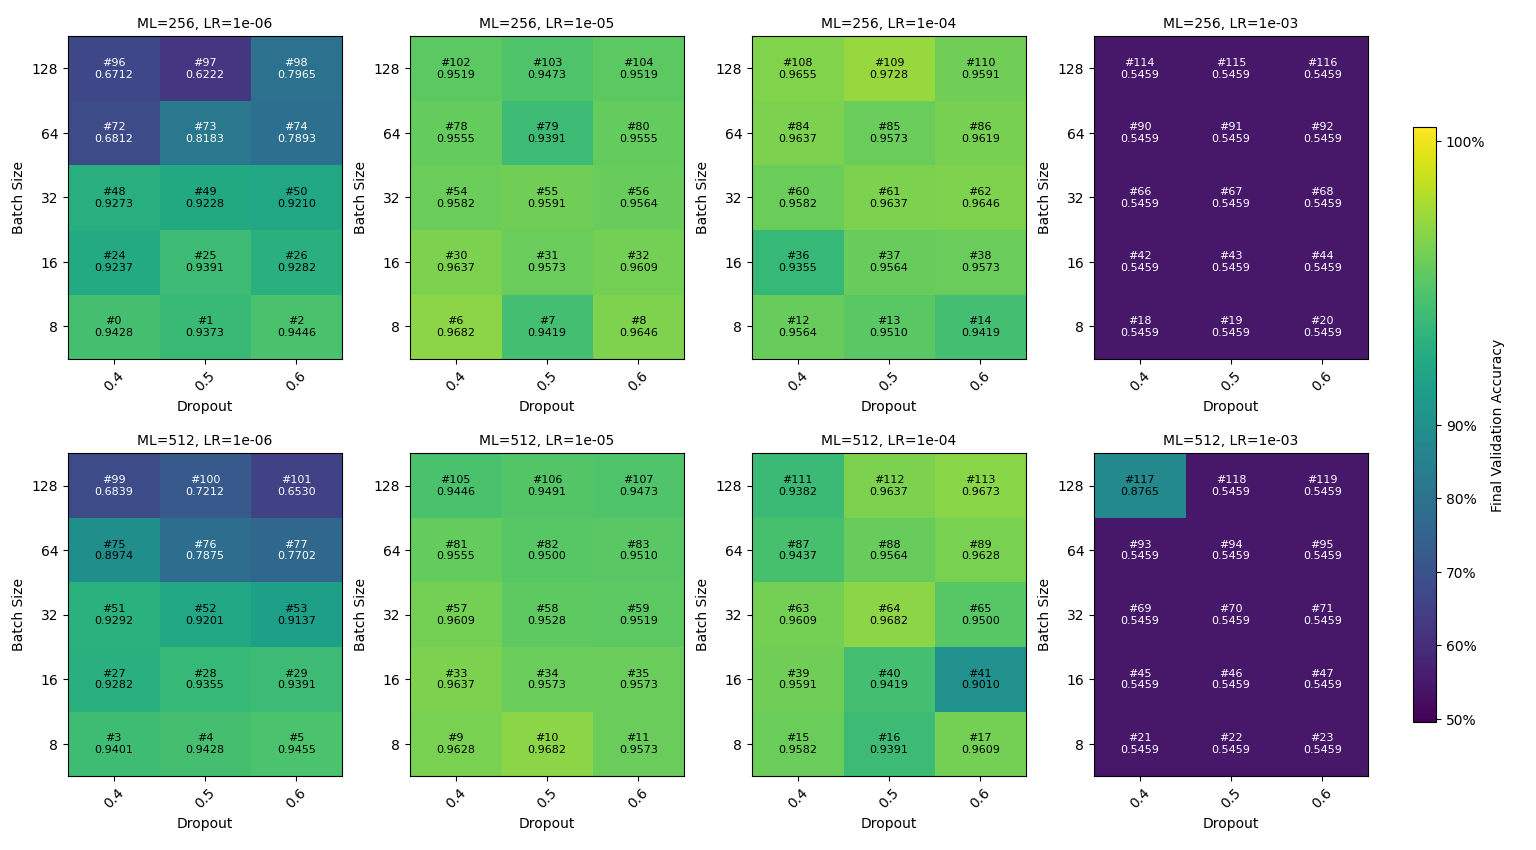 ML=256, LR=1e-06
Batch Size
128
64
32
16
8
#96 #97 #98
0.6712 0.6222 0.7965
#72 #73 #74
0.6812 0.8183 0.7893
#48 #49 #50
0.9273 0.9228 0.9210
#24 #25 #26
0.9237 0.9391 0.9282
#0 #1 #2
0.9428 0.9373 0.9446
0.4 0.5 0.6
Dropout
ML=256, LR=1e-05
Batch Size
128
64
32
16
8
#102 #103 #104
0.9519 0.9473 0.9519
#78 #79 #80
0.9555 0.9391 0.9555
#54 #55 #56
0.9582 0.9591 0.9564
#30 #31 #32
0.9637 0.9573 0.9609
#6 #7 #8
0.9682 0.9419 0.9646
0.4 0.5 0.6
Dropout
ML=256, LR=1e-04
Batch Size
128
64
32
16
8
#108 #109 #110
0.9655 0.9728 0.9591
#84 #85 #86
0.9637 0.9573 0.9619
#60 #61 #62
0.9582 0.9637 0.9646
#36 #37 #38
0.9355 0.9564 0.9573
#12 #13 #14
0.9564 0.9510 0.9419
0.4 0.5 0.6
Dropout
ML=256, LR=1e-03
Batch Size
128
64
32
16
8
#114 #115 #116
0.5459 0.5459 0.5459
#90 #91 #92
0.5459 0.5459 0.5459
#66 #67 #68
0.5459 0.5459 0.5459
#42 #43 #44
0.5459 0.5459 0.5459
#18 #19 #20
0.5459 0.5459 0.5459
0.4 0.5 0.6
Dropout
ML=512, LR=1e-06
Batch Size
128
64
32
16
8
#99 #100 #101
0.6839 0.7212 0.6530
#75 #76 #77
0.8974 0.7875 0.7702
#51 #52 #53
0.9292 0.9201 0.9137
#27 #28 #29
0.9282 0.9355 0.9391
#3 #4 #5
0.9401 0.9428 0.9455
0.4 0.5 0.6
Dropout
ML=512, LR=1e-05
Batch Size
128
64
32
16
8
#105 #106 #107
0.9446 0.9491 0.9473
#81 #82 #83
0.9555 0.9500 0.9510
#57 #58 #59
0.9609 0.9528 0.9519
#33 #34 #35
0.9637 0.9573 0.9573
#9 #10 #11
0.9628 0.9682 0.9573
0.4 0.5 0.6
Dropout
ML=512, LR=1e-04
Batch Size
128
64
32
16
8
#111 #112 #113
0.9382 0.9637 0.9673
#87 #88 #89
0.9437 0.9564 0.9628
#63 #64 #65
0.9609 0.9682 0.9500
#39 #40 #41
0.9591 0.9419 0.9010
#15 #16 #17
0.9582 0.9391 0.9609
0.4 0.5 0.6
Dropout
ML=512, LR=1e-03
Batch Size
128
64
32
16
8
#117 #118 #119
0.8765 0.5459 0.5459
#93 #94 #95
0.5459 0.5459 0.5459
#69 #70 #71
0.5459 0.5459 0.5459
#45 #46 #47
0.5459 0.5459 0.5459
#21 #22 #23
0.5459 0.5459 0.5459
0.4 0.5 0.6
Dropout
100%
90%
80%
70%
60%
50%
Final Validation Accuracy